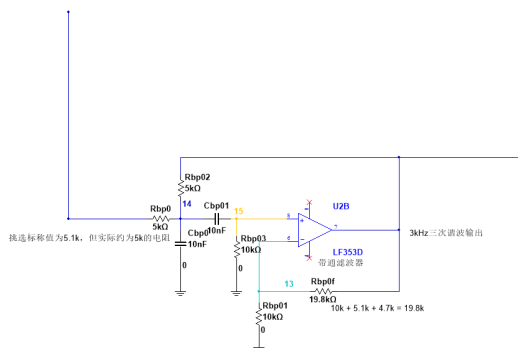 Rbp02
5kΩ
14
Rbp0
5kΩ
Cbp01
10nF
15
Cbp0
10nF
0
Rbp03
10kΩ
0
U2B
5
6
7
LF353D
带通滤波器
3kHz三次谐波输出
挑选标称值为5.1k，但实际约为5k的电阻
13
Rbp0f
19.8kΩ
10k + 5.1k + 4.7k = 19.8k
Rbp01
10kΩ
0